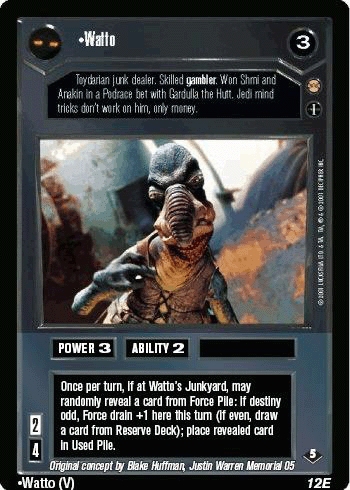 •Watto
3
Toydarian junk dealer. Skilled gambler. Won Shmi and
Anakin in a Podrace bet with Gardulla the Hutt. Jedi mind
tricks don't work on him, only money.
POWER 3 ABILITY 2
Once per turn, if at Watto's Junkyard, may
randomly reveal a card from Force Pile: if destiny
odd, Force drain +1 here this turn (if even, draw
a card from Reserve Deck); place revealed card
in Used Pile.
2
4
5
Original concept by Blake Huffman, Justin Warren Memorial 05
•Watto (V) 12E